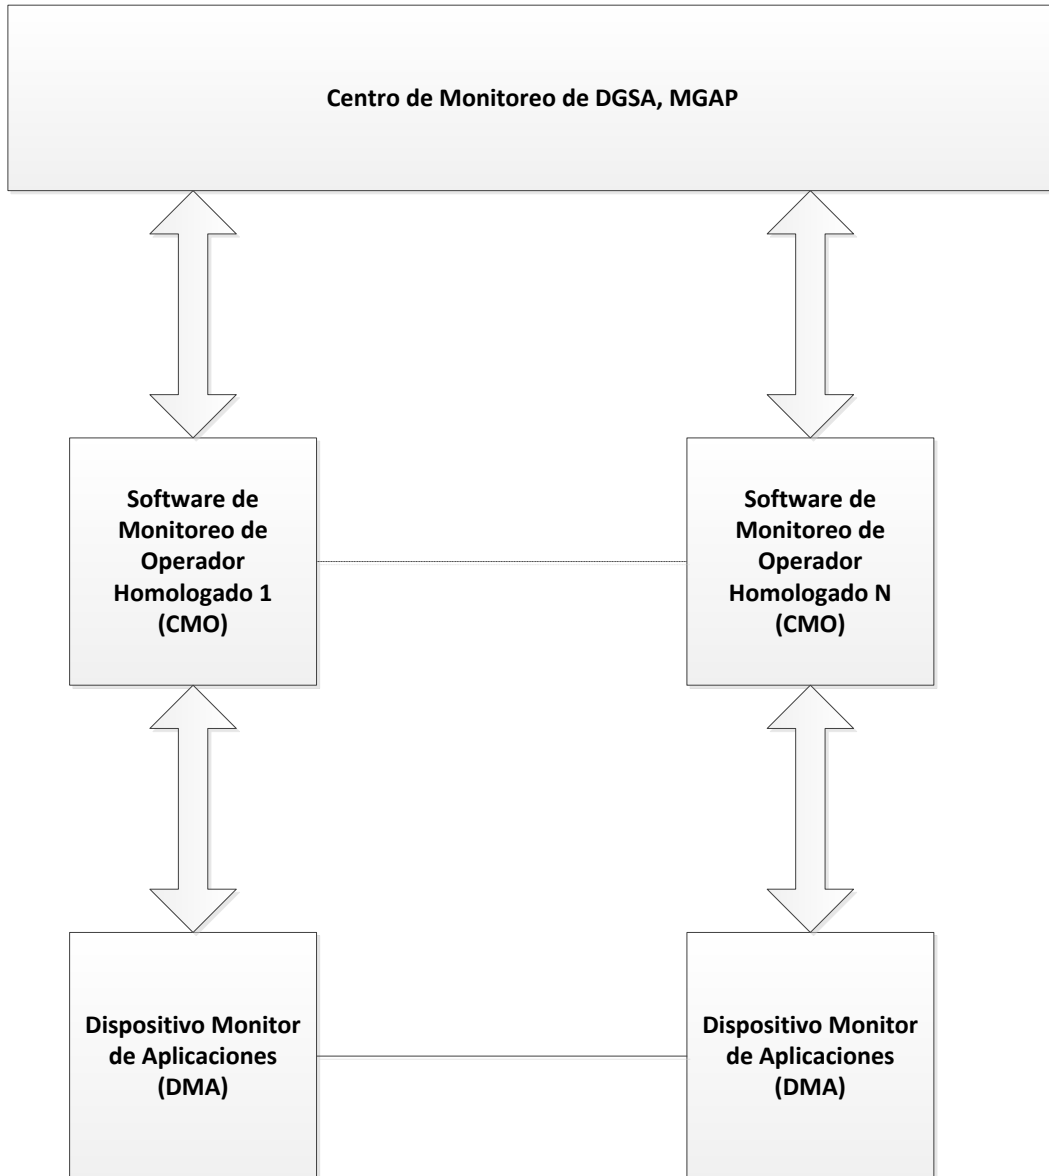 Centro de Monitoreo de DGSA, MGAP
Software de
Monitoreo de
Operador
Homologado 1
(CMO)
Software de
Monitoreo de
Operador
Homologado N
(CMO)
Dispositivo Monitor
de Aplicaciones
(DMA)
Dispositivo Monitor
de Aplicaciones
(DMA)